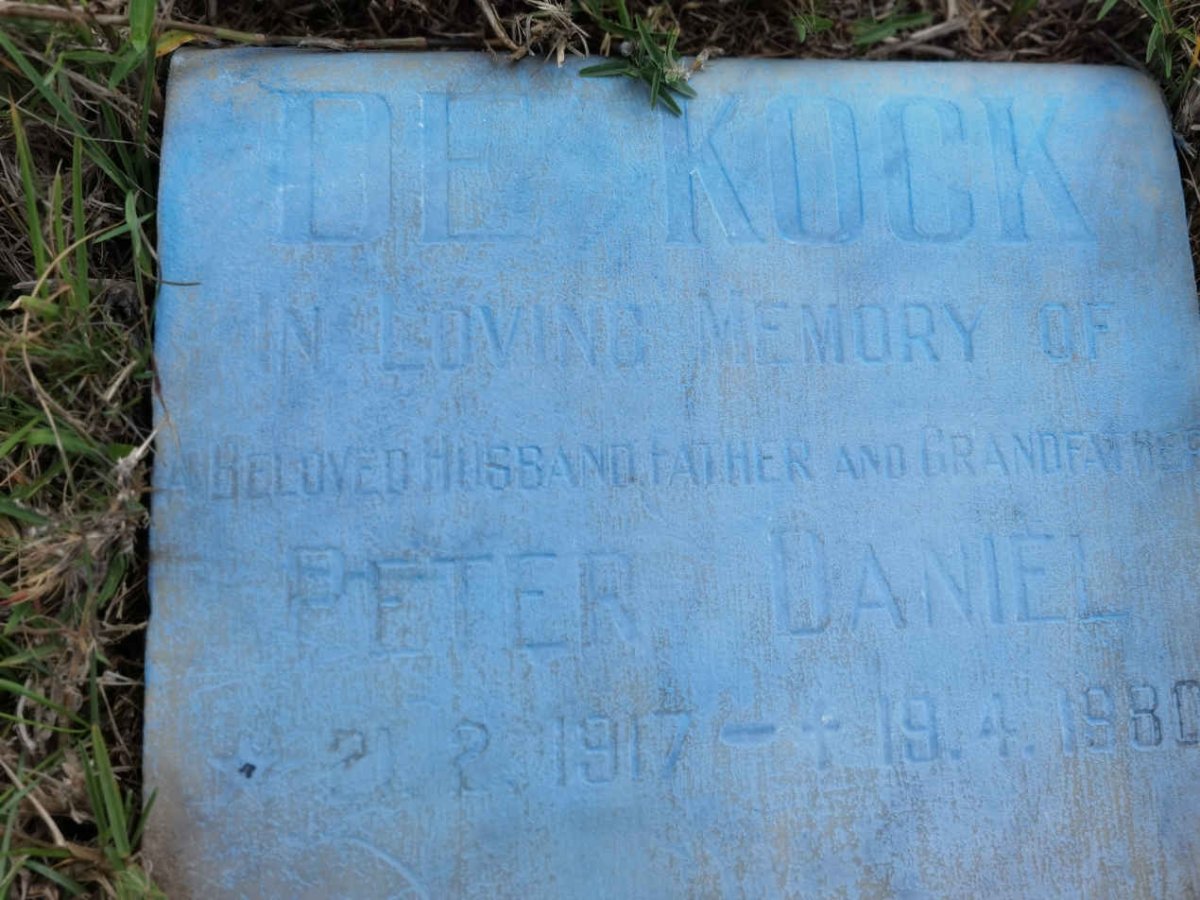 DE KOCK
IN LOVING MEMORY OF
A BELOVED HUSBAND, FATHER AND GRANDFATHER
PETER DANIEL
* 21. 2. 1917 – † 19. 4. 1980